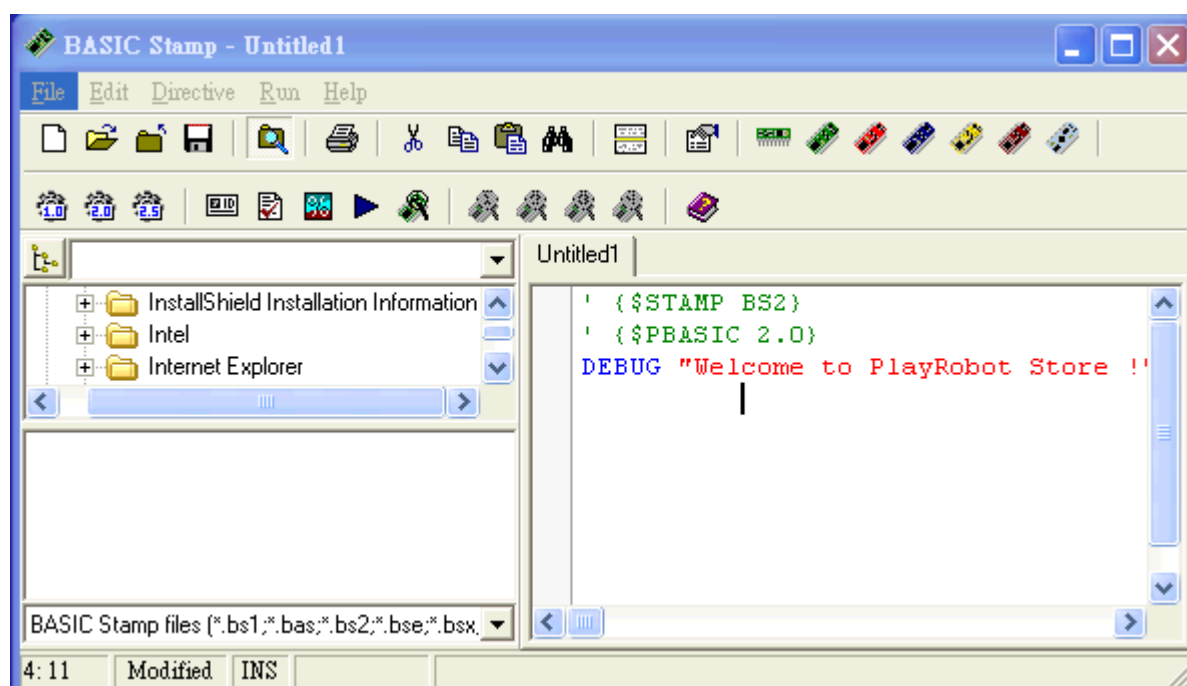 BASIC Stamp - Untitled1
File Edit Directive Run Help
1.0 2.0 2.5
Untitled1
InstallShield Installation Information
Intel
Internet Explorer
' {$STAMP BS2}
' {$PBASIC 2.0}
DEBUG "Welcome to PlayRobot Store !"
BASIC Stamp files (*.bs1;*.bas;*.bs2;*.bse;*.bsx,
4: 11 Modified INS